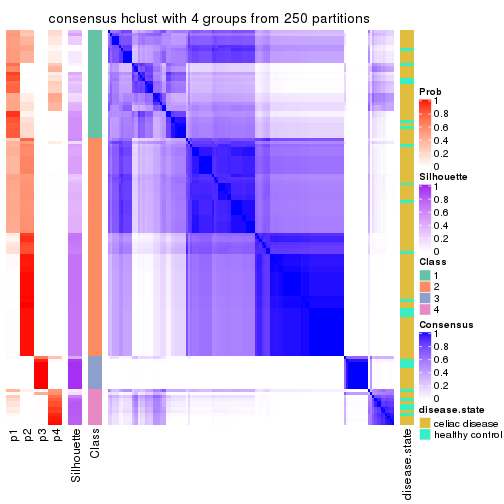 consensus hclust with 4 groups from 250 partitions
Prob
1
0.8
0.6
0.4
0.2
0
Silhouette
1
0.8
0.6
0.4
0.2
0
Class
1
2
3
4
Consensus
1
0.8
0.6
0.4
0.2
0
disease.state
celiac disease
healthy control
p1
p2
p3
p4
Silhouette
Class
disease.state